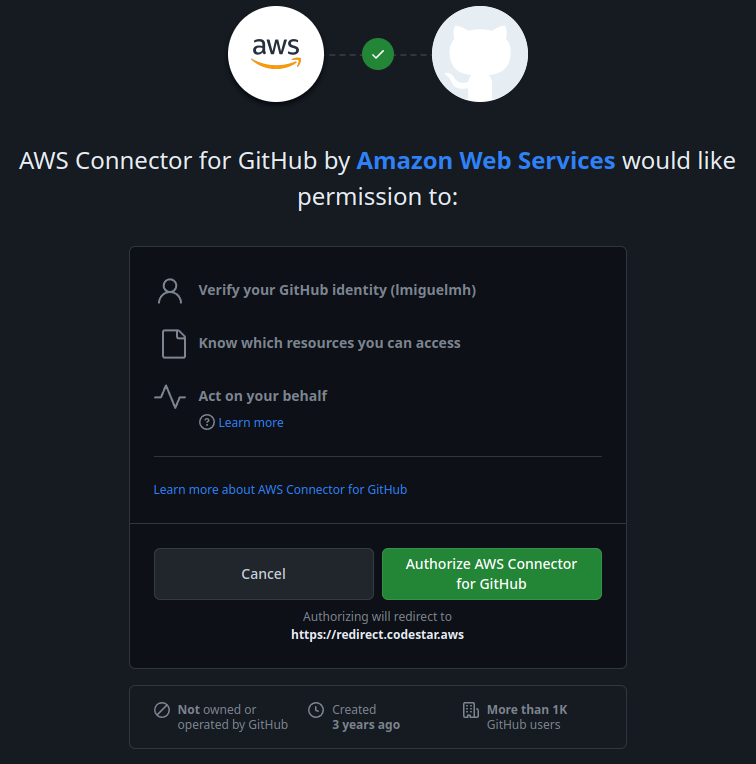 aws
AWS Connector for GitHub by Amazon Web Services would like
permission to:
Verify your GitHub identity (lmiguelmh)
Know which resources you can access
Act on your behalf
Learn more
Learn more about AWS Connector for GitHub
Cancel
Authorize AWS Connector
for GitHub
Authorizing will redirect to
https://redirect.codestar.aws
Not owned or
operated by GitHub
Created
3 years ago
More than 1K
GitHub users